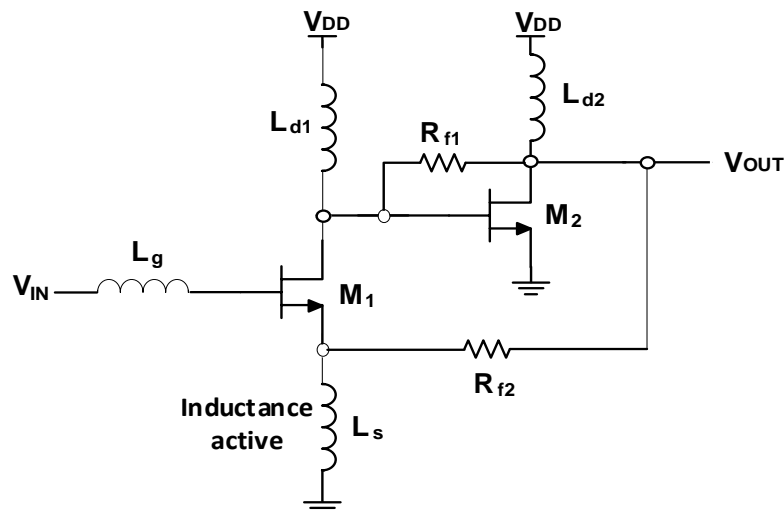 VDD
VDD
Ld1
Ld2
Rf1
VOUT
M2
Lg
VIN
M1
Rf2
Inductance
active
Ls